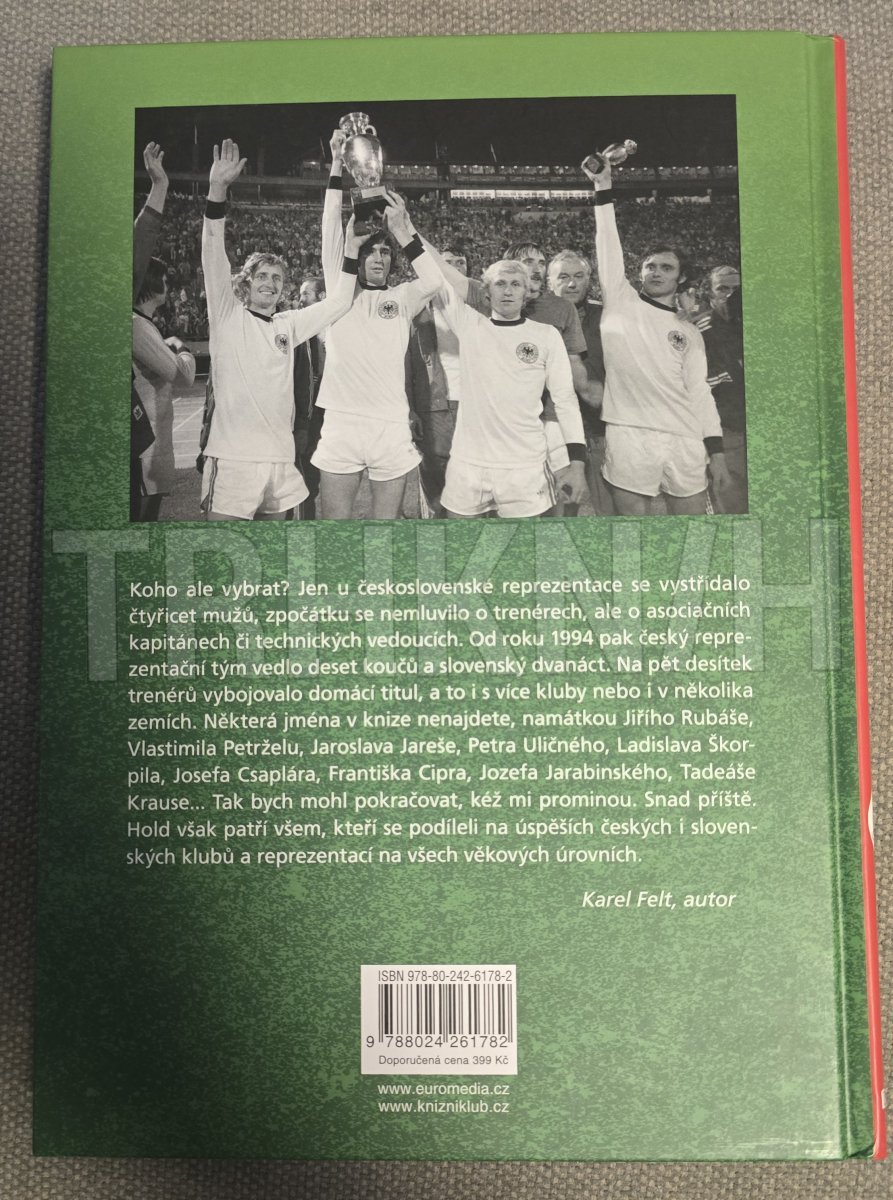 TRHKNIH
Koho ale vybrat? Jen u československé reprezentace se vystřídalo
čtyřicet mužů, zpočátku se nemluvilo o trenérech, ale o asociačních
kapitánech či technických vedoucích. Od roku 1994 pak český repre-
zentační tým vedlo deset koučů a slovenský dvanáct. Na pět desítek
trenérů vybojovalo domácí titul, a to i s více kluby nebo i v několika
zemích. Některá jména v knize nenajdete, namátkou Jiřího Rubáše,
Vlastimila Petrželu, Jaroslava Jareše, Petra Uličného, Ladislava Škor-
pila, Josefa Csaplára, Františka Cipra, Jozefa Jarabinského, Tadeáše
Krause... Tak bych mohl pokračovat, kéž mi prominou. Snad příště.
Hold však patří všem, kteří se podíleli na úspěších českých i sloven-
ských klubů a reprezentací na všech věkových úrovních.
Karel Felt, autor
ISBN 978-80-242-6178-2
9 788024 261782
Doporučená cena 399 Kč
www.euromedia.cz
www.knizniklub.cz